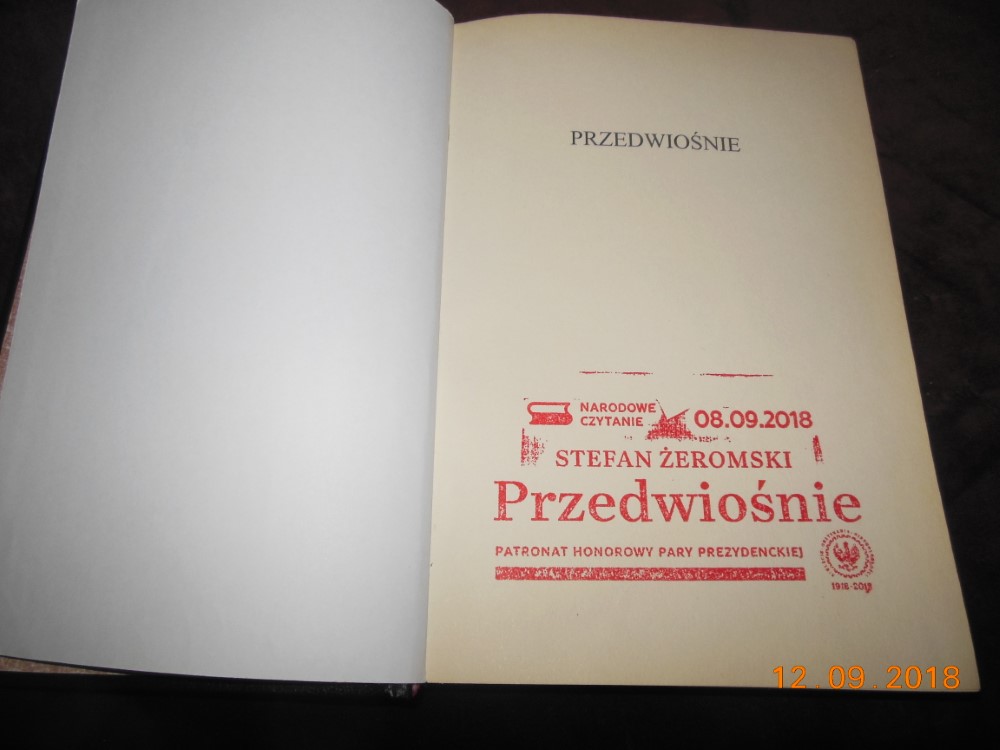 PRZEDWIOŚNIE
NARODOWE
CZYTANIE
08.09.2018
STEFAN ŻEROMSKI
Przedwiośnie
PATRONAT HONOROWY PARY PREZYDENCKIEJ
1918-2018
12.09.2018